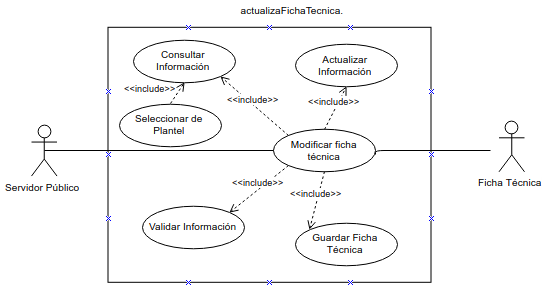 actualizaFichaTecnica.
Consultar
Información
Actualizar
Información
<<include>>
<<include>>
<<include>>
Seleccionar de
Plantel
Modificar ficha
técnica
Servidor Público
Ficha Técnica
<<include>>
<<include>>
Validar Información
Guardar Ficha
Técnica